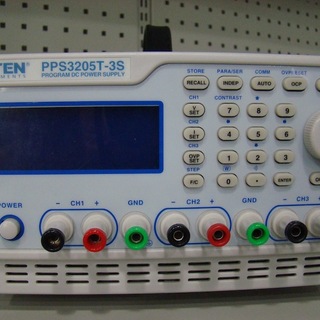 TEN
PPS3205T-3S
PROGRAM DC POWER SUPPLY
STORE PARA/SER COMM
RECALL INDEP AUTO OCP
CH1 CONTRAST
V SET 7 8 9
CH2
I SET 4 5 6
CH3
OVP SET 1 2 3
STEP
F/C 0 ENTER
POWER
− CH1 + GND − CH2 + GND − CH3 +